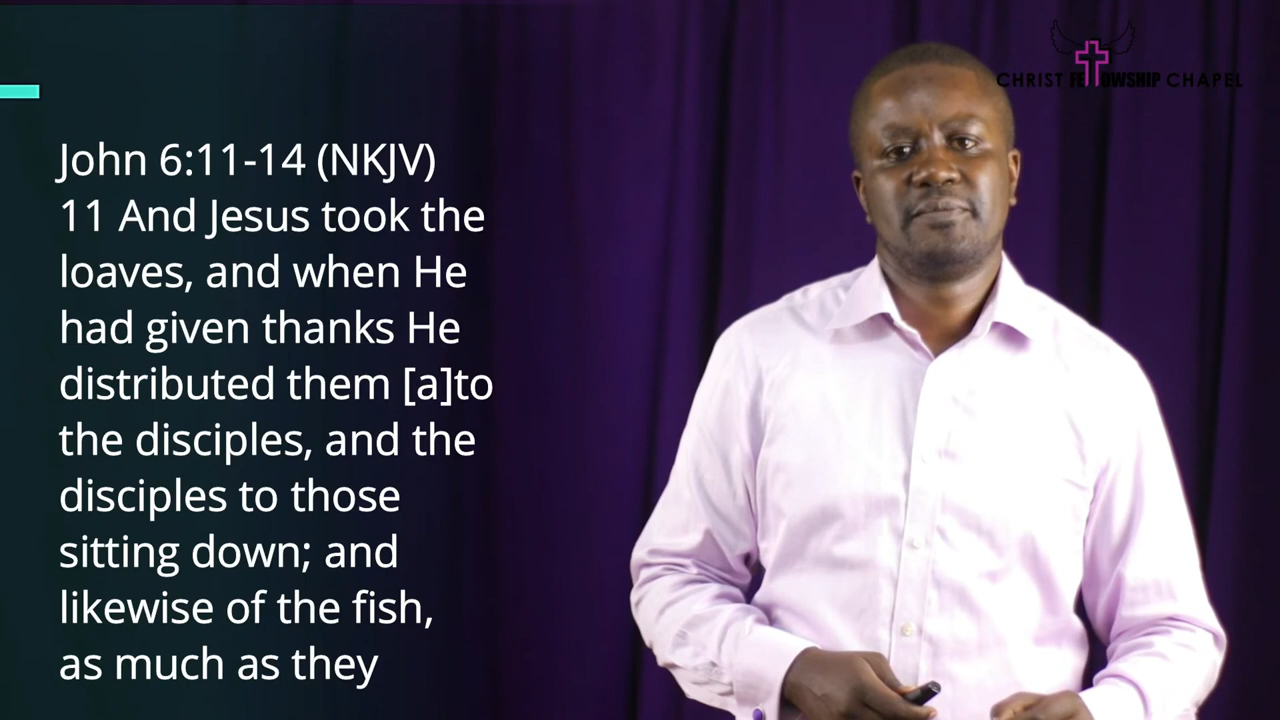 CHRIST FELLOWSHIP CHAPEL
John 6:11-14 (NKJV)
11 And Jesus took the
loaves, and when He
had given thanks He
distributed them [a]to
the disciples, and the
disciples to those
sitting down; and
likewise of the fish,
as much as they